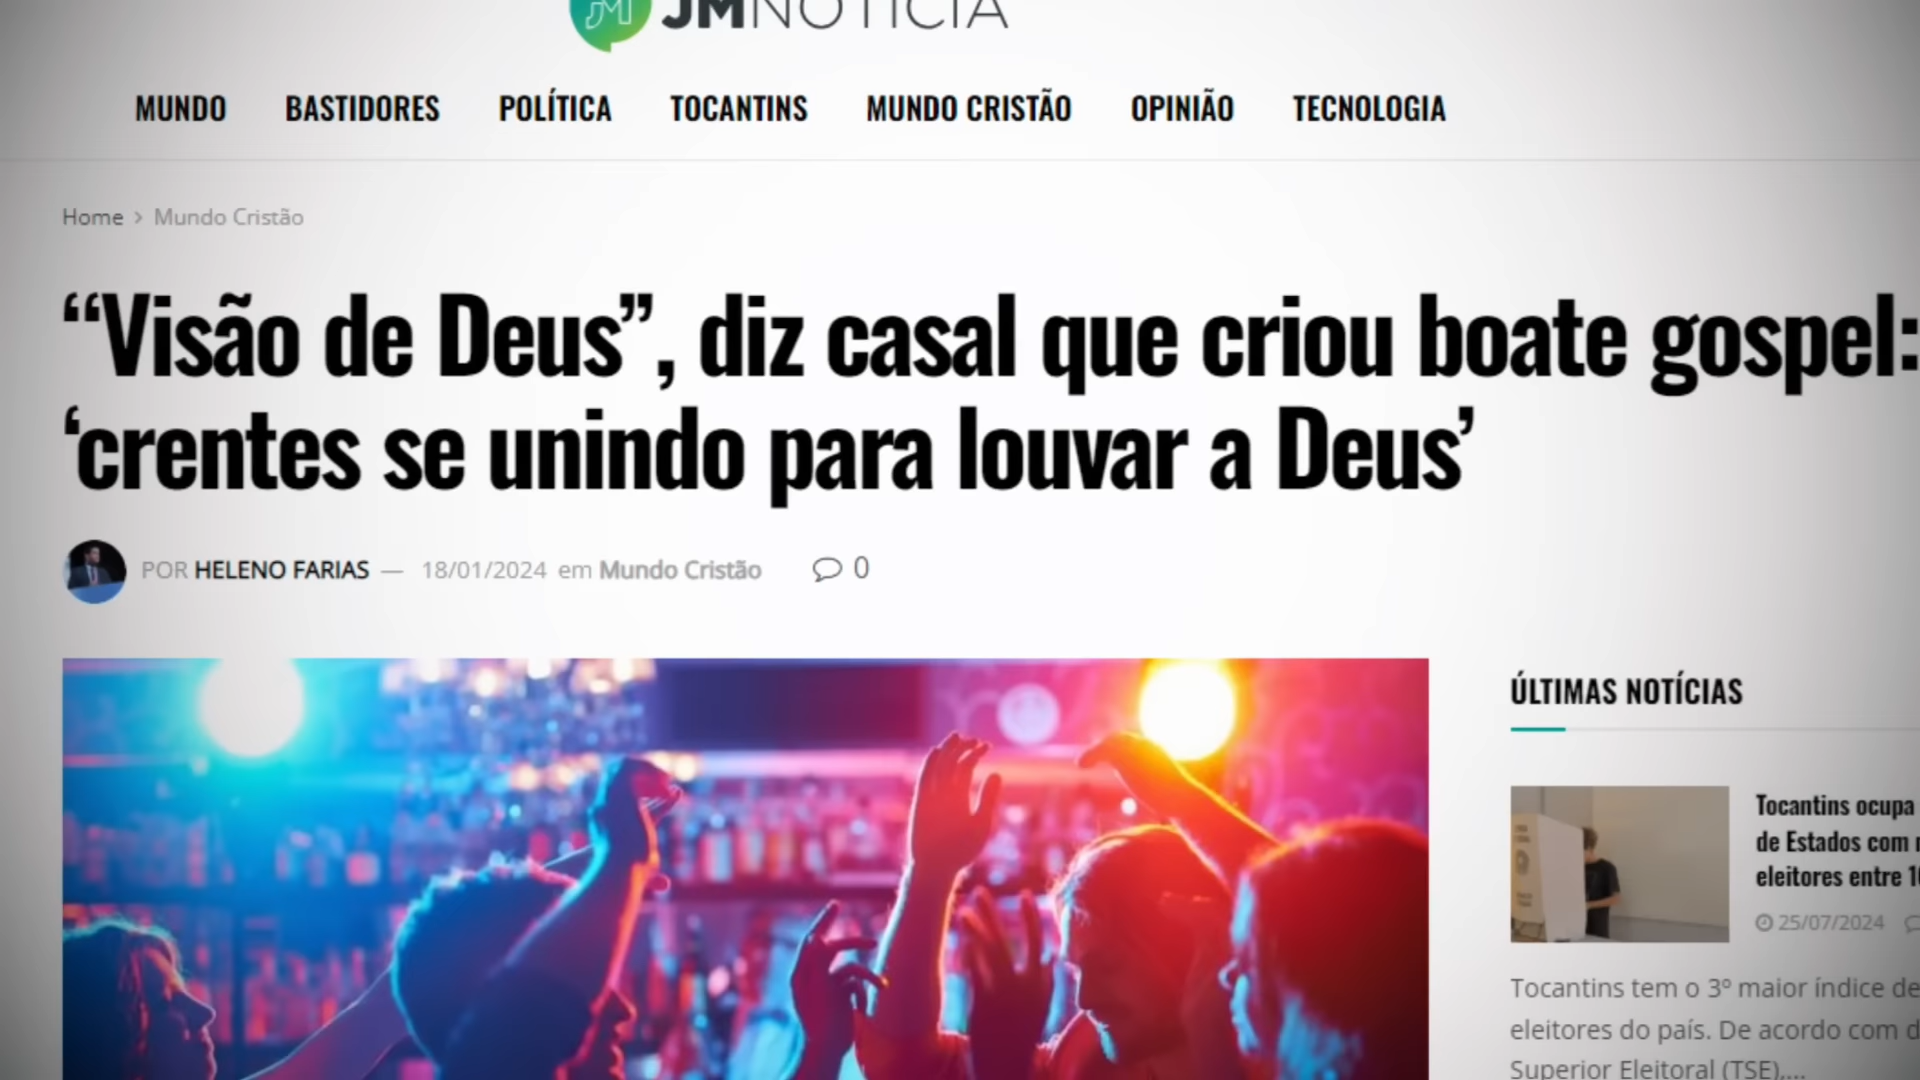 JMNOTÍCIA
MUNDO BASTIDORES POLÍTICA TOCANTINS MUNDO CRISTÃO OPINIÃO TECNOLOGIA
Home > Mundo Cristão
“Visão de Deus”, diz casal que criou boate gospel:
‘crentes se unindo para louvar a Deus’
POR HELENO FARIAS — 18/01/2024 em Mundo Cristão 0
ÚLTIMAS NOTÍCIAS
Tocantins ocupa
de Estados com
eleitores entre
25/07/2024
Tocantins tem o 3º maior índice de
eleitores do país. De acordo com
Superior Eleitoral (TSE),...